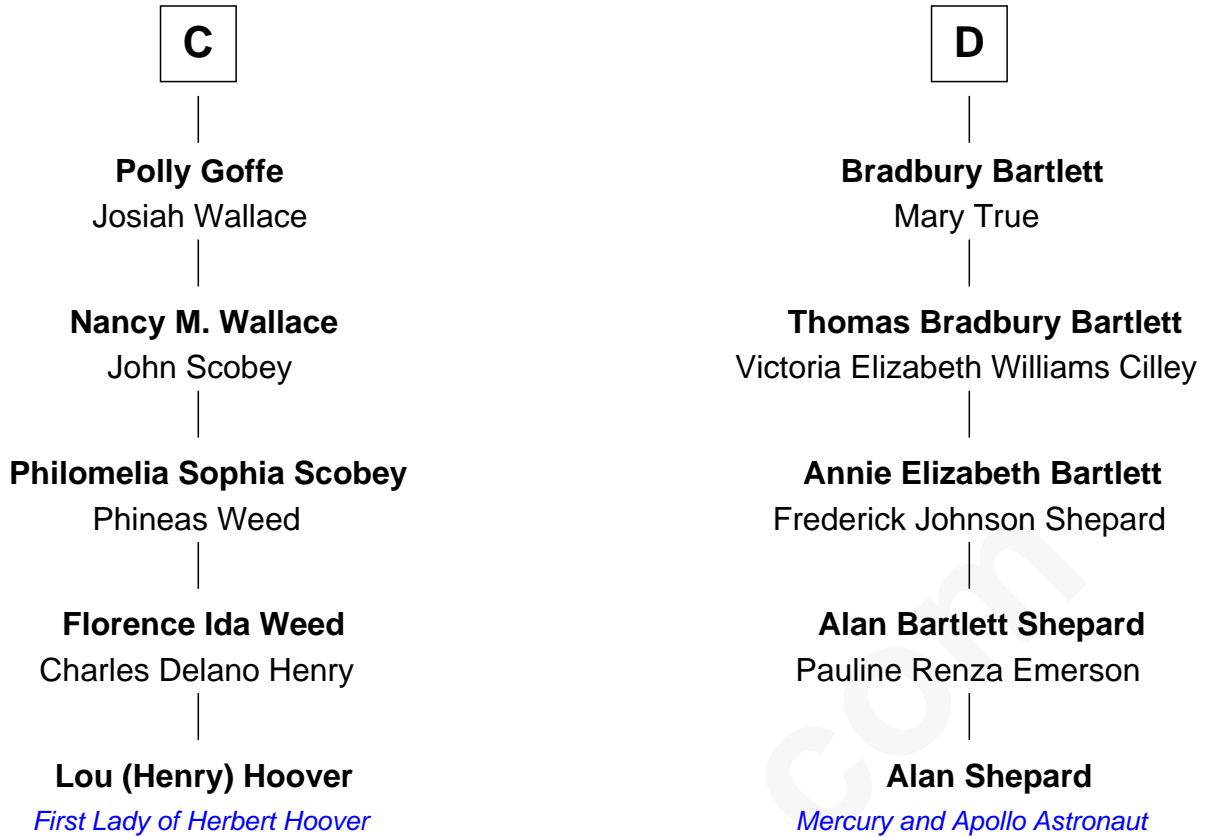 C
D
Polly Goffe
Josiah Wallace
Bradbury Bartlett
Mary True
Nancy M. Wallace
John Scobey
Thomas Bradbury Bartlett
Victoria Elizabeth Williams Cilley
Philomelia Sophia Scobey
Phineas Weed
Annie Elizabeth Bartlett
Frederick Johnson Shepard
Florence Ida Weed
Charles Delano Henry
Alan Bartlett Shepard
Pauline Renza Emerson
Lou (Henry) Hoover
First Lady of Herbert Hoover
Alan Shepard
Mercury and Apollo Astronaut
com